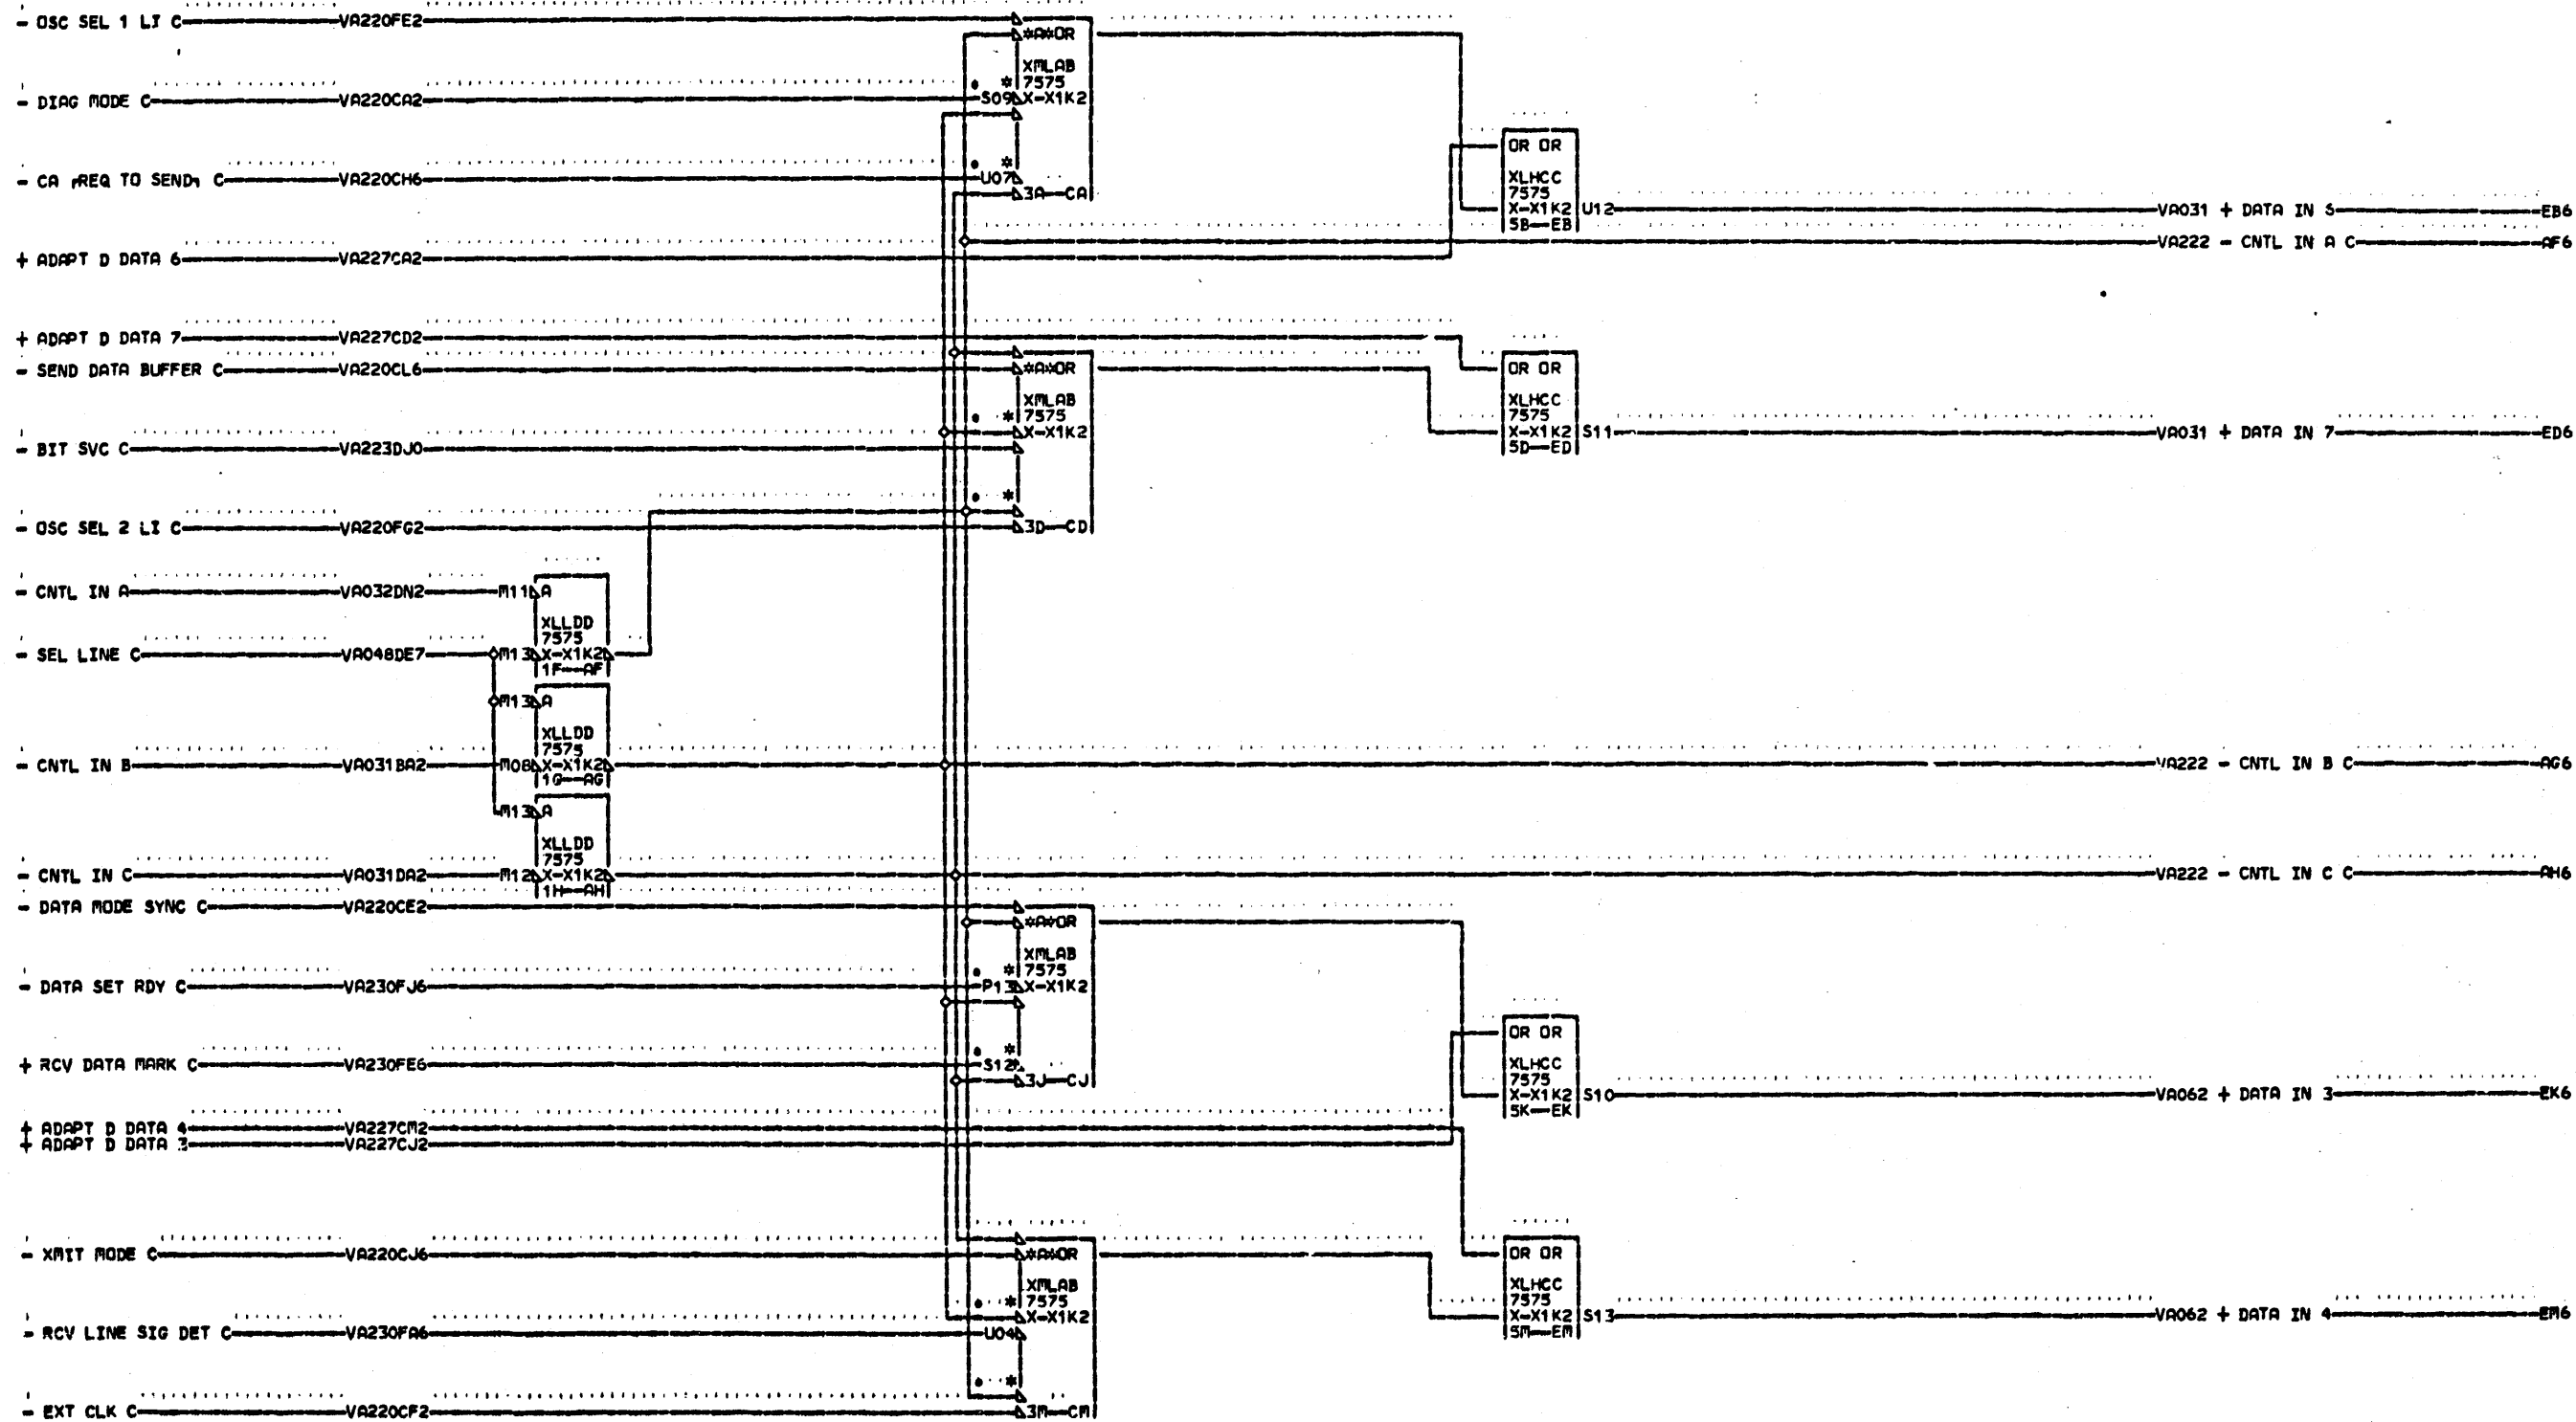 - OSC SEL 1 LI C VA220FE2
*A*OR
XMLAB
* 7575
- DIAG MODE C VA220CA2 S09 X-X1K2
OR OR
*
- CA ┌REQ TO SEND┐ C VA220CH6 U07 XLHCC
3A CA 7575
X-X1K2 U12 VA031 + DATA IN 6 EB6
5B EB
VA222 - CNTL IN A C AF6
+ ADAPT D DATA 6 VA227CA2
+ ADAPT D DATA 7 VA227CD2
- SEND DATA BUFFER C VA220CL6 *A*OR OR OR
XMLAB XLHCC
* 7575 7575
X-X1K2 X-X1K2 S11 VA031 + DATA IN 7 ED6
- BIT SVC C VA223DJ0 5D ED
*
- OSC SEL 2 LI C VA220FG2 3D CD
- CNTL IN A VA032DN2 M11 A
XLLDD
7575
- SEL LINE C VA048DE7 M13 X-X1K2
1F AF
M13 A
XLLDD
7575
- CNTL IN B VA031BA2 M08 X-X1K2 VA222 - CNTL IN B C AG6
1G AG
M13 A
XLLDD
7575
- CNTL IN C VA031DA2 M12 X-X1K2 VA222 - CNTL IN C C AH6
1H AH
- DATA MODE SYNC C VA220CE2
*A*OR
XMLAB
* 7575
- DATA SET RDY C VA230FJ6 P13 X-X1K2
OR OR
*
+ RCV DATA MARK C VA230FE6 S12 XLHCC
3J CJ 7575
X-X1K2 S10 VA062 + DATA IN 3 EK6
5K EK
+ ADAPT D DATA 4 VA227CM2
+ ADAPT D DATA 3 VA227CJ2
- XMIT MODE C VA220CJ6 *A*OR OR OR
XMLAB XLHCC
* 7575 7575
X-X1K2 X-X1K2 S13 VA062 + DATA IN 4 EM6
- RCV LINE SIG DET C VA230FA6 U04 5M EM
*
- EXT CLK C VA220CF2 3M CM